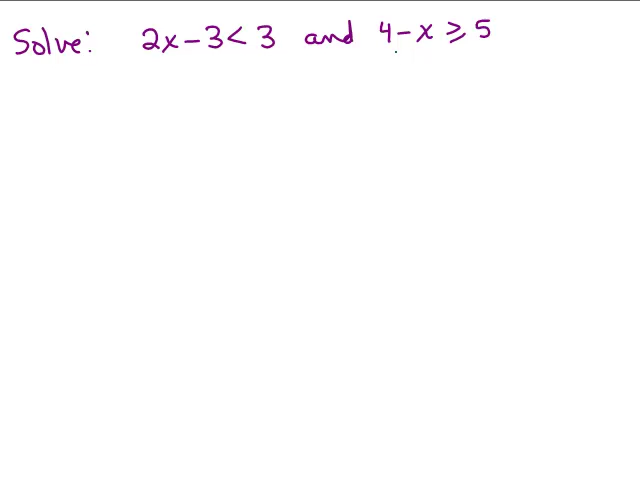 Solve: 2x - 3 < 3 and 4 - x ≥ 5